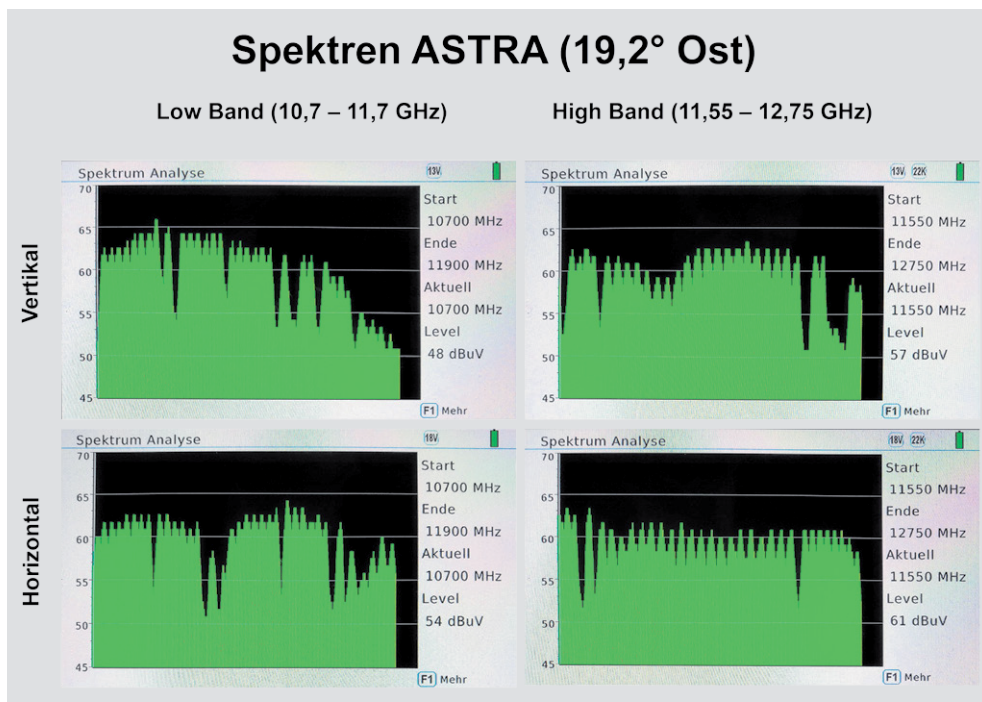 Spektren ASTRA (19,2° Ost)
Low Band (10,7 – 11,7 GHz)
High Band (11,55 – 12,75 GHz)
Vertikal
Spektrum Analyse
13V
70
65
60
55
50
45
Start
10700 MHz
Ende
11900 MHz
Aktuell
10700 MHz
Level
48 dBuV
F1 Mehr
Spektrum Analyse
13V 22K
70
65
60
55
50
45
Start
11550 MHz
Ende
12750 MHz
Aktuell
11550 MHz
Level
57 dBuV
F1 Mehr
Horizontal
Spektrum Analyse
18V
70
65
60
55
50
45
Start
10700 MHz
Ende
11900 MHz
Aktuell
10700 MHz
Level
54 dBuV
F1 Mehr
Spektrum Analyse
18V 22K
70
65
60
55
50
45
Start
11550 MHz
Ende
12750 MHz
Aktuell
11550 MHz
Level
61 dBuV
F1 Mehr